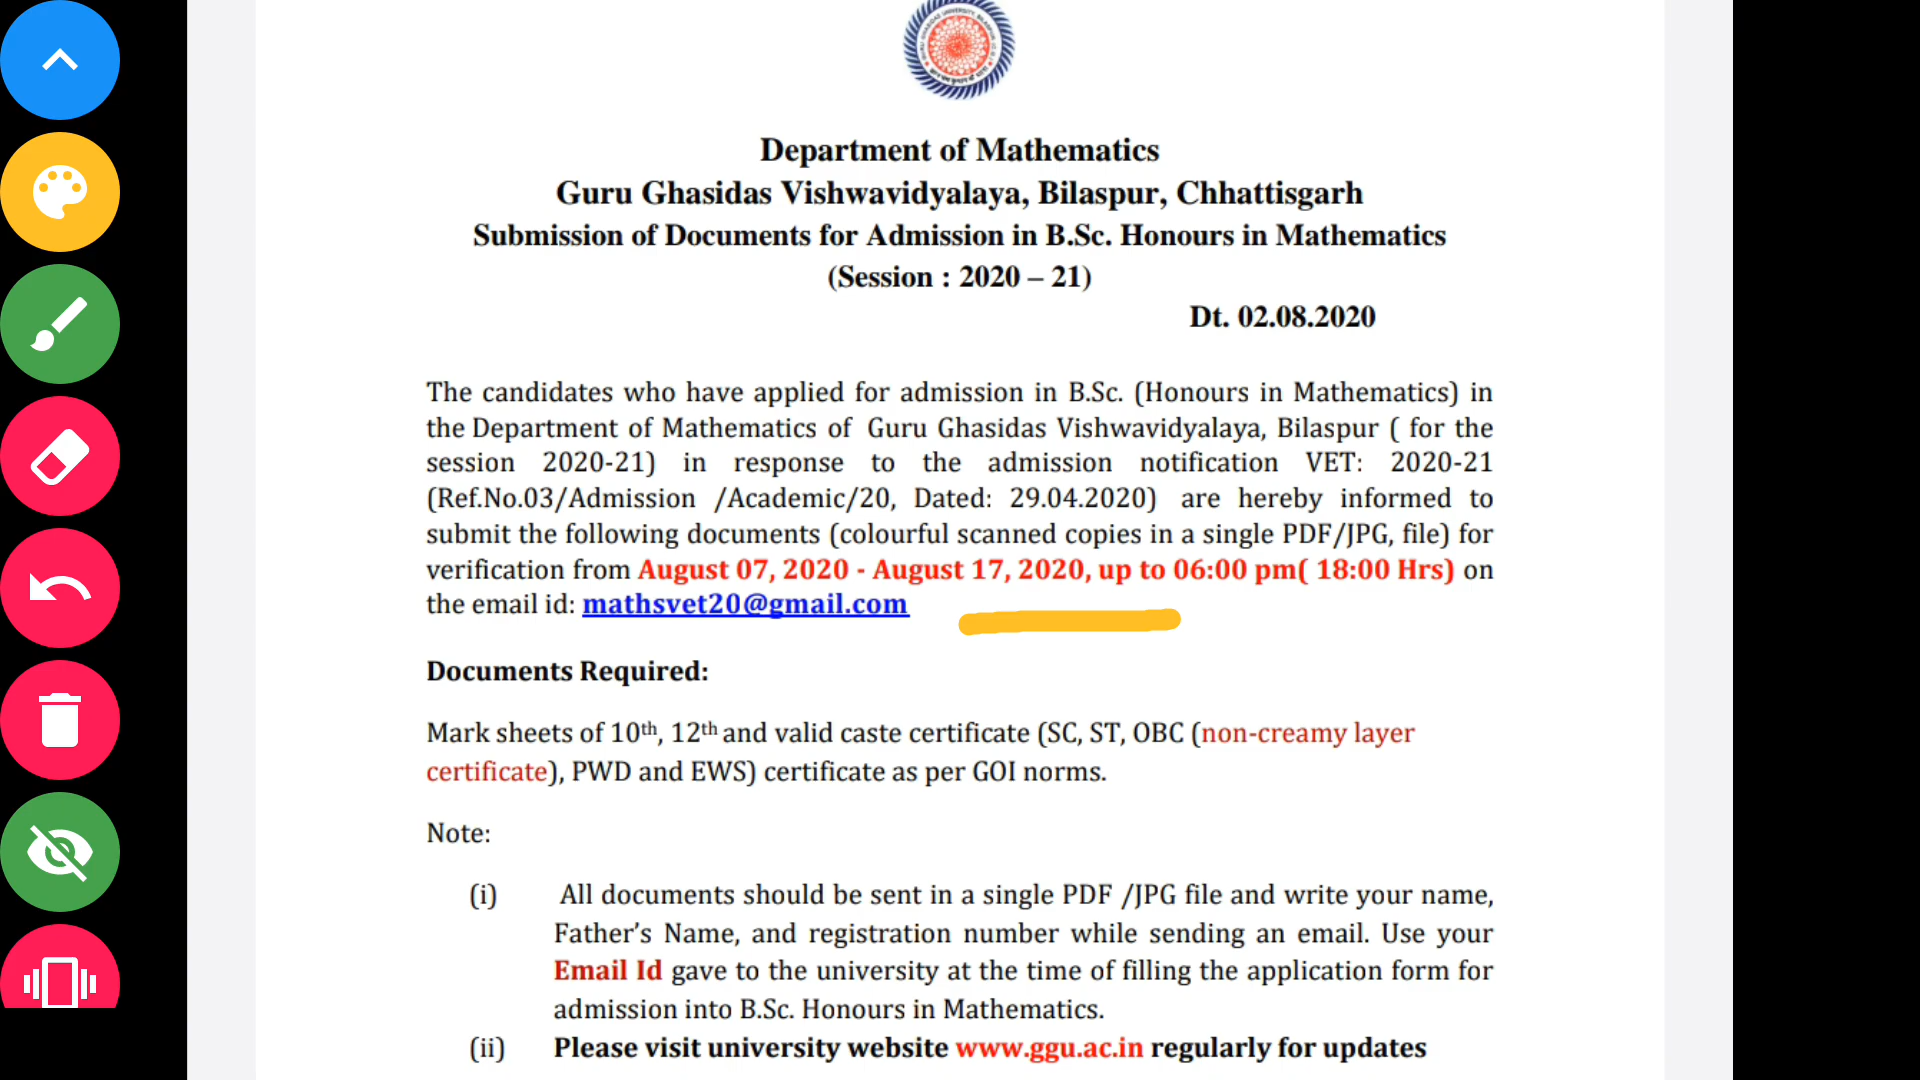 Department of Mathematics
Guru Ghasidas Vishwavidyalaya, Bilaspur, Chhattisgarh
Submission of Documents for Admission in B.Sc. Honours in Mathematics
(Session : 2020 – 21)
Dt. 02.08.2020
The candidates who have applied for admission in B.Sc. (Honours in Mathematics) in
the Department of Mathematics of Guru Ghasidas Vishwavidyalaya, Bilaspur ( for the
session 2020-21) in response to the admission notification VET: 2020-21
(Ref.No.03/Admission /Academic/20, Dated: 29.04.2020) are hereby informed to
submit the following documents (colourful scanned copies in a single PDF/JPG, file) for
verification from August 07, 2020 - August 17, 2020, up to 06:00 pm( 18:00 Hrs) on
the email id: mathsvet20@gmail.com
Documents Required:
Mark sheets of 10th, 12th and valid caste certificate (SC, ST, OBC (non-creamy layer
certificate), PWD and EWS) certificate as per GOI norms.
Note:
(i) All documents should be sent in a single PDF /JPG file and write your name,
Father’s Name, and registration number while sending an email. Use your
Email Id gave to the university at the time of filling the application form for
admission into B.Sc. Honours in Mathematics.
(ii) Please visit university website www.ggu.ac.in regularly for updates